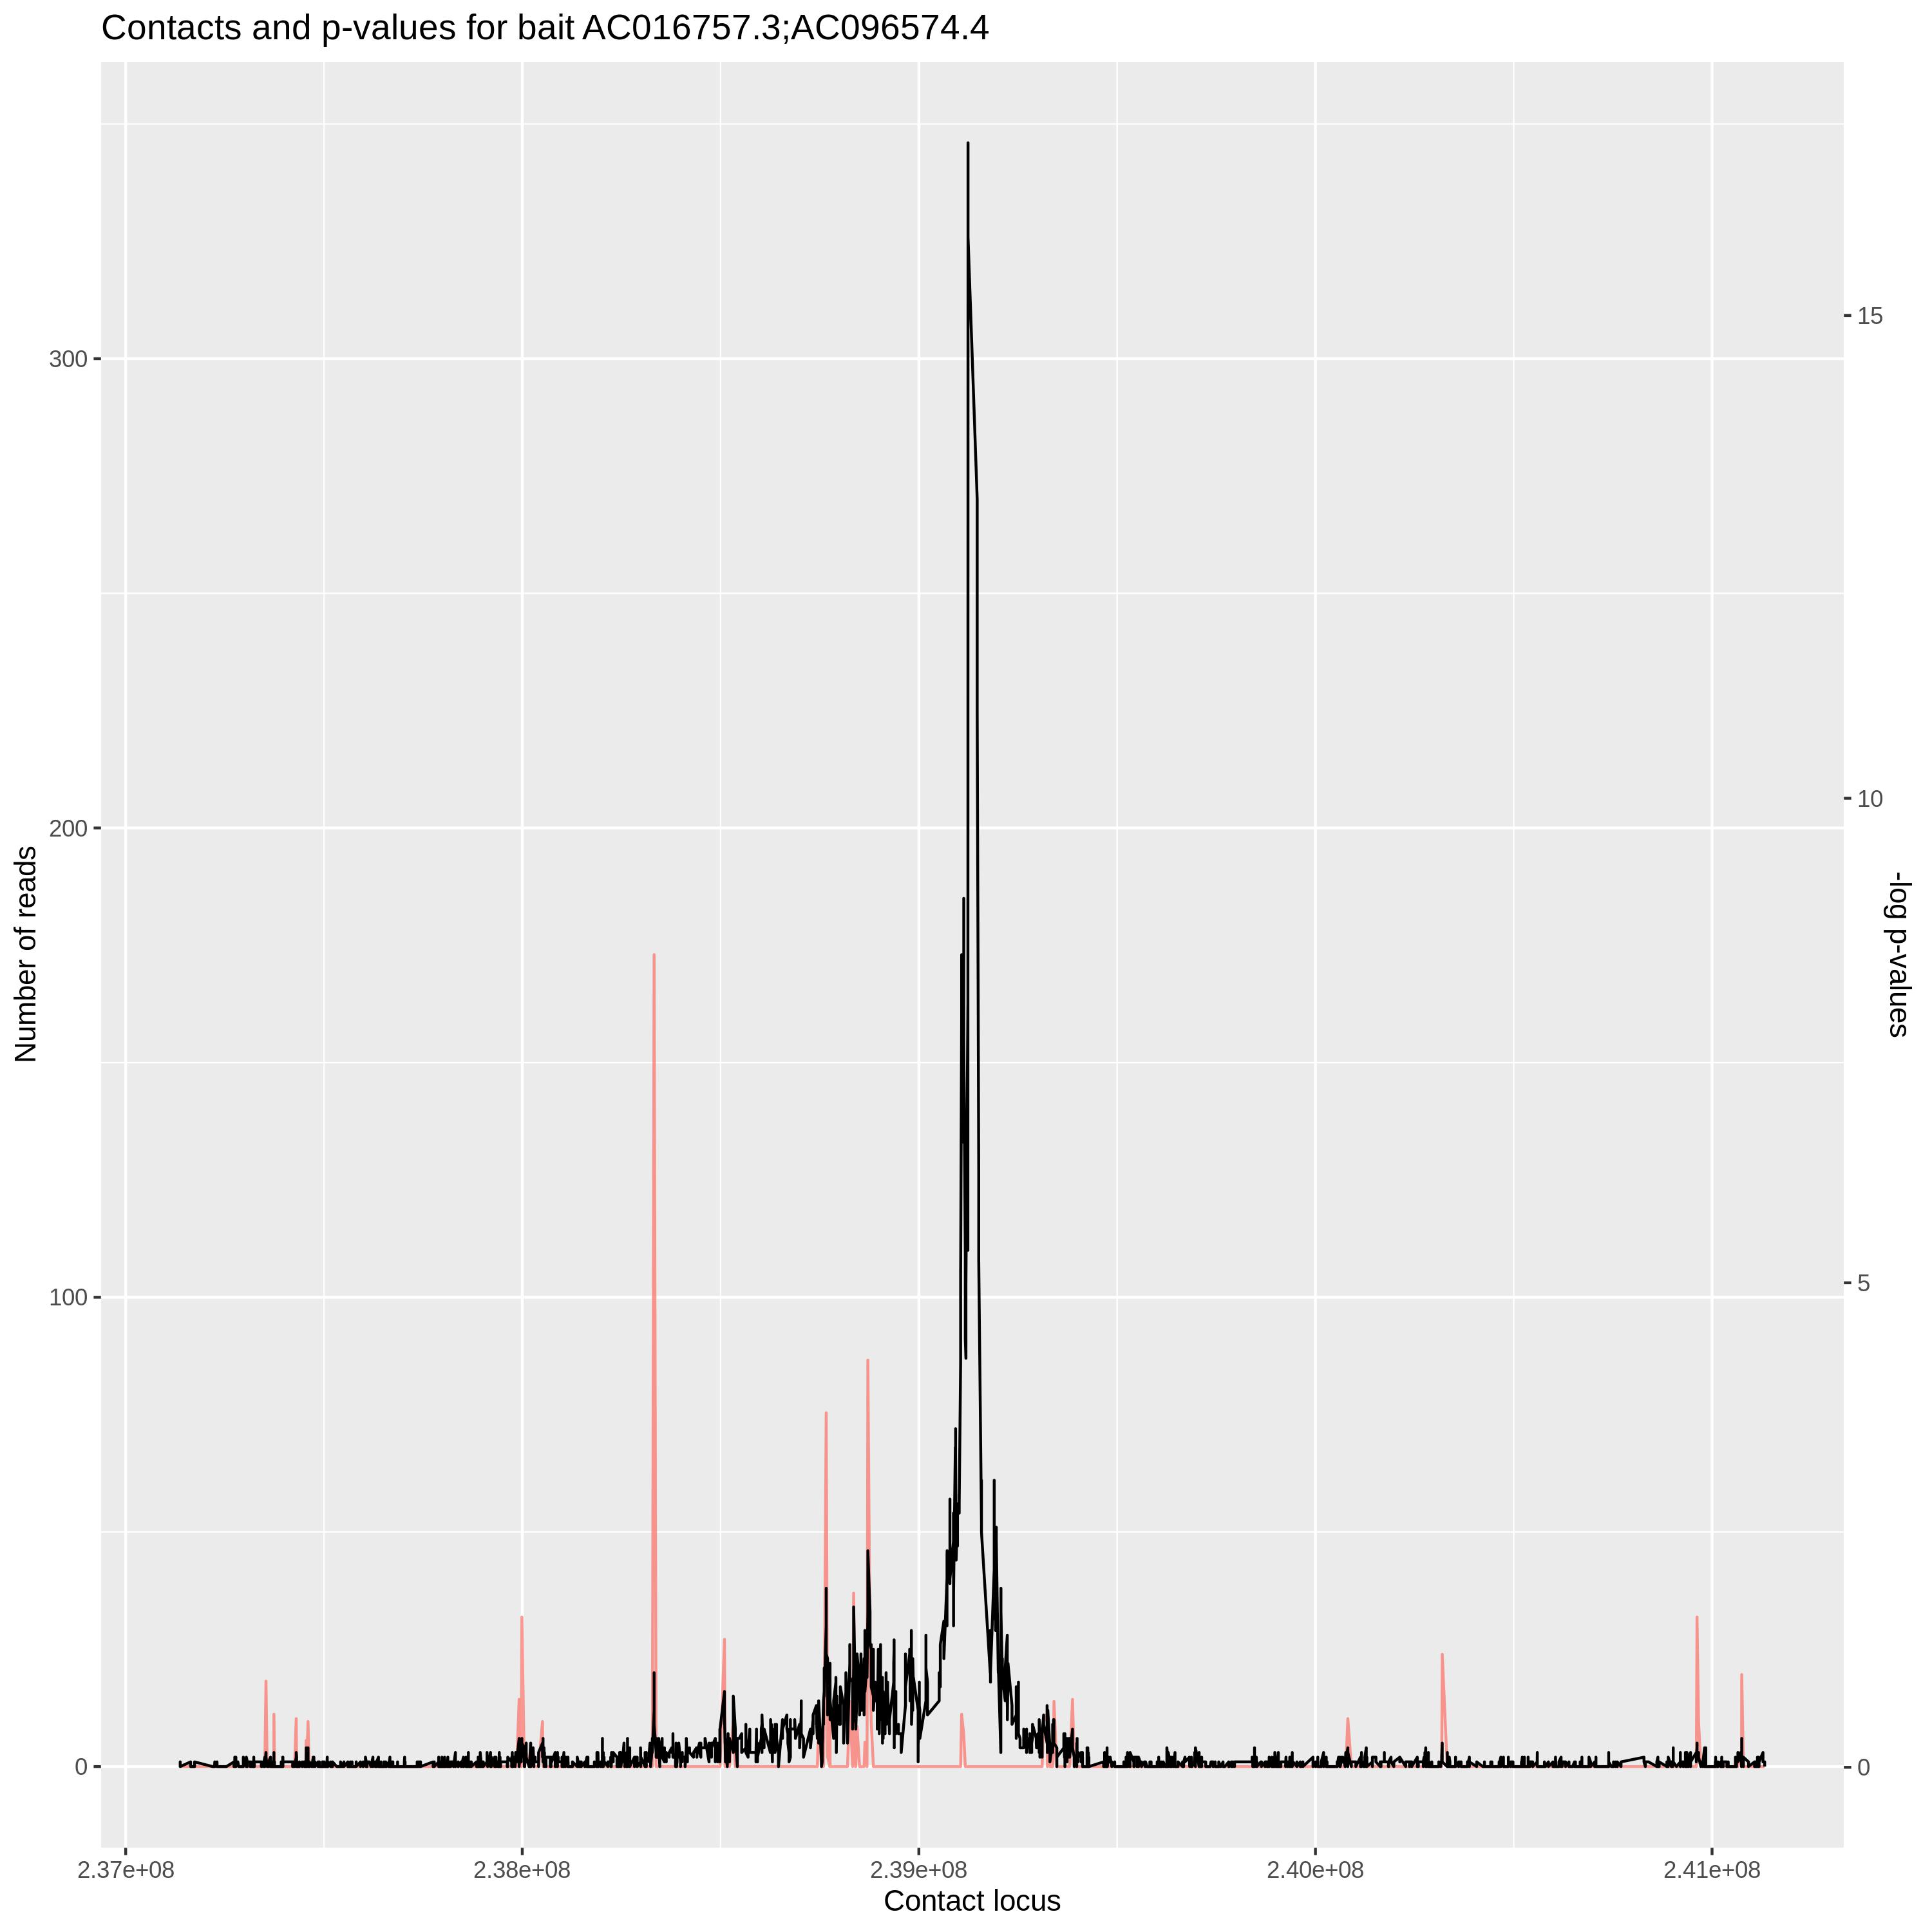 Contacts and p-values for bait AC016757.3;AC096574.4
300
200
100
0
Number of reads
15
10
5
0
-log p-values
2.37e+08 2.38e+08 2.39e+08 2.40e+08 2.41e+08
Contact locus